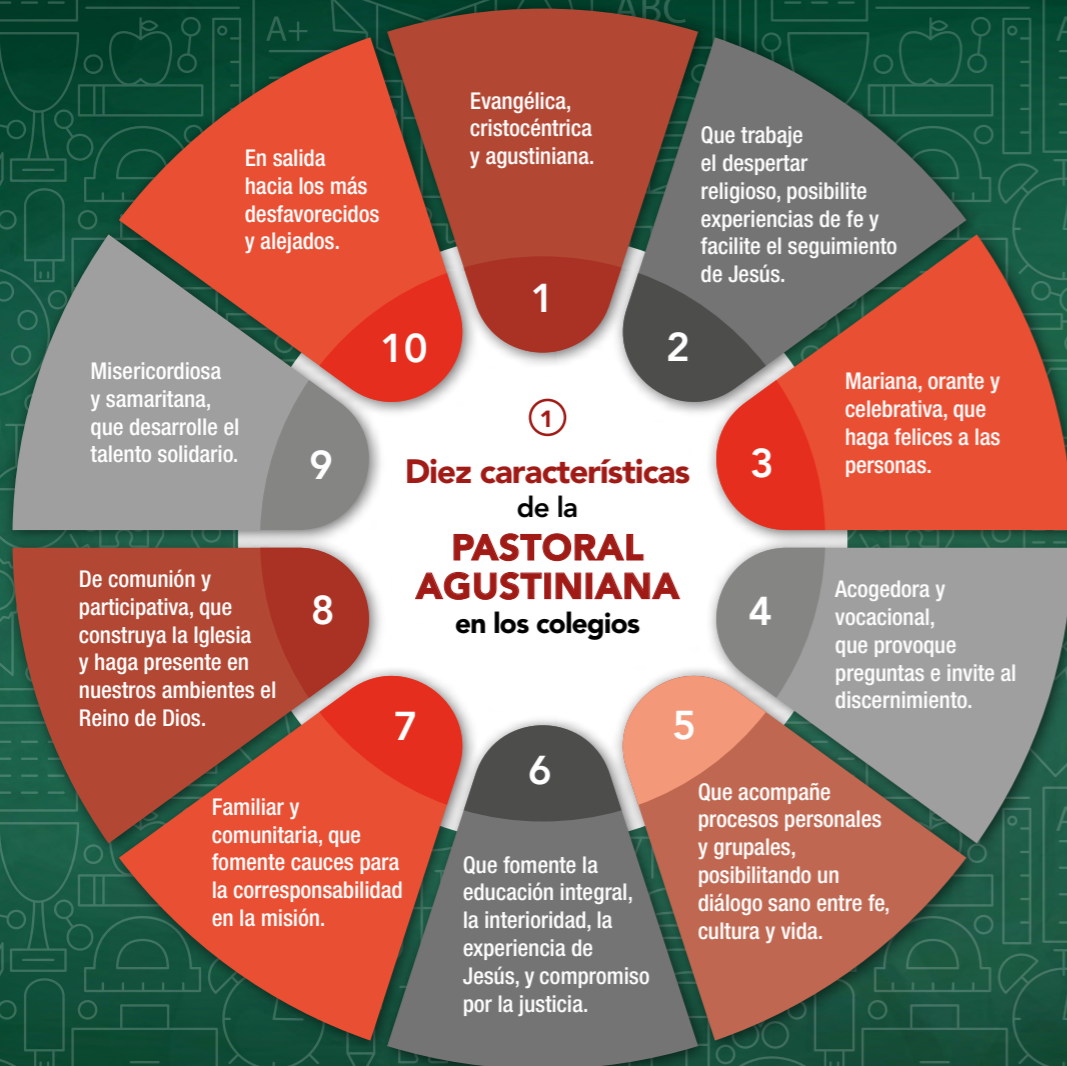 A+
ABC
①
Diez características
de la
PASTORAL
AGUSTINIANA
en los colegios
1
Evangélica,
cristocéntrica
y agustiniana.
2
Que trabaje
el despertar
religioso, posibilite
experiencias de fe y
facilite el seguimiento
de Jesús.
3
Mariana, orante y
celebrativa, que
haga felices a las
personas.
4
Acogedora y
vocacional,
que provoque
preguntas e invite al
discernimiento.
5
Que acompañe
procesos personales
y grupales,
posibilitando un
diálogo sano entre fe,
cultura y vida.
6
Que fomente la
educación integral,
la interioridad, la
experiencia de
Jesús, y compromiso
por la justicia.
7
Familiar y
comunitaria, que
fomente cauces para
la corresponsabilidad
en la misión.
8
De comunión y
participativa, que
construya la Iglesia
y haga presente en
nuestros ambientes el
Reino de Dios.
9
Misericordiosa
y samaritana,
que desarrolle el
talento solidario.
10
En salida
hacia los más
desfavorecidos
y alejados.